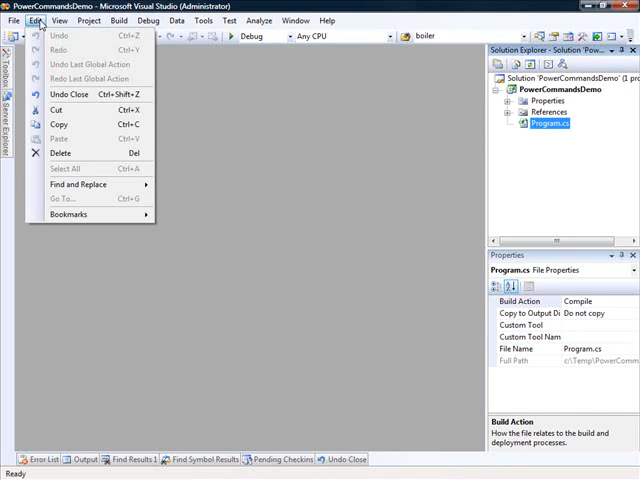 PowerCommandsDemo - Microsoft Visual Studio (Administrator)
File Edit View Project Build Debug Data Tools Test Analyze Window Help
Debug Any CPU boiler
Undo Ctrl+Z
Redo Ctrl+Y
Undo Last Global Action
Redo Last Global Action
Undo Close Ctrl+Shift+Z
Cut Ctrl+X
Copy Ctrl+C
Paste Ctrl+V
Delete Del
Select All Ctrl+A
Find and Replace
Go To... Ctrl+G
Bookmarks
Toolbox
Server Explorer
Solution Explorer - Solution 'Pow...
Solution 'PowerCommandsDemo' (1 pro
PowerCommandsDemo
Properties
References
Program.cs
Properties
Program.cs File Properties
Build Action Compile
Copy to Output Di Do not copy
Custom Tool
Custom Tool Nam
File Name Program.cs
Full Path c:\Temp\PowerComm
Build Action
How the file relates to the build and
deployment processes.
Error List Output Find Results 1 Find Symbol Results Pending Checkins Undo Close
Ready